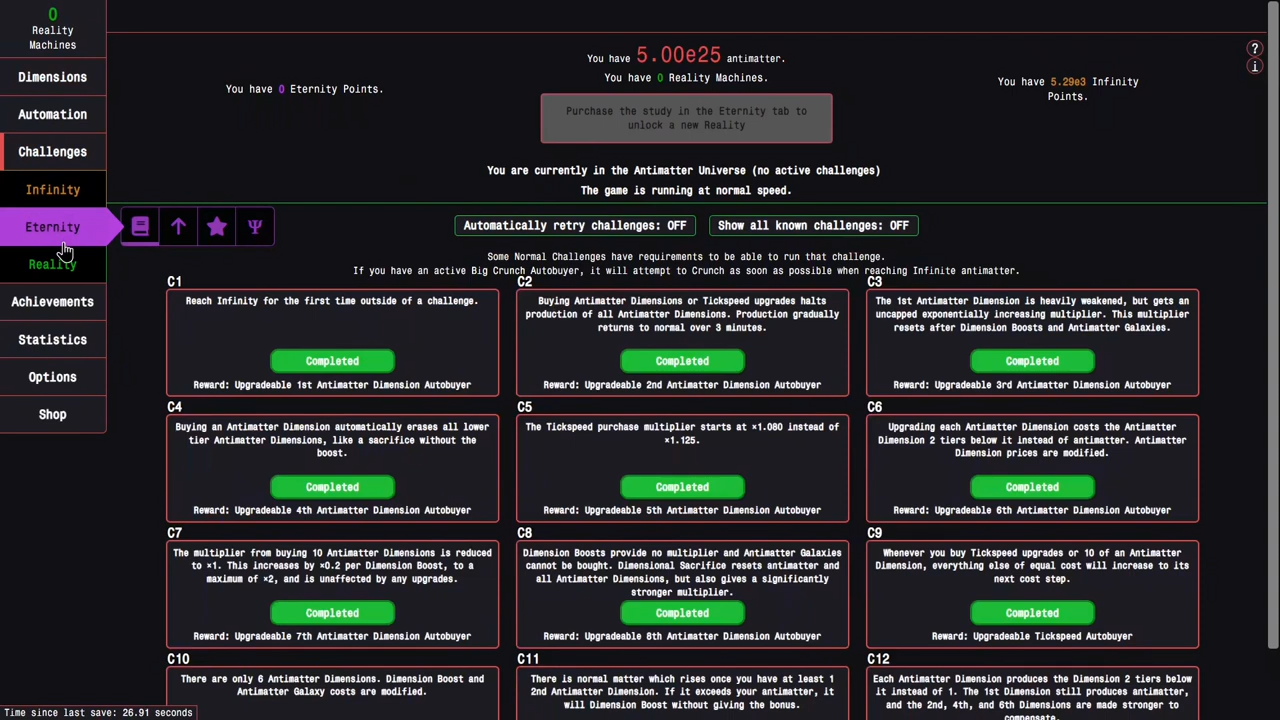 0
Reality
Machines
Dimensions
Automation
Challenges
Infinity
Eternity
Reality
Achievements
Statistics
Options
Shop
You have 5.00e25 antimatter.
You have 0 Reality Machines.
You have 0 Eternity Points.
You have 5.29e3 Infinity
Points.
?
i
Purchase the study in the Eternity tab to
unlock a new Reality
You are currently in the Antimatter Universe (no active challenges)
The game is running at normal speed.
Ψ
Automatically retry challenges: OFF
Show all known challenges: OFF
Some Normal Challenges have requirements to be able to run that challenge.
If you have an active Big Crunch Autobuyer, it will attempt to Crunch as soon as possible when reaching Infinite antimatter.
C1
Reach Infinity for the first time outside of a challenge.
Completed
Reward: Upgradeable 1st Antimatter Dimension Autobuyer
C2
Buying Antimatter Dimensions or Tickspeed upgrades halts
production of all Antimatter Dimensions. Production gradually
returns to normal over 3 minutes.
Completed
Reward: Upgradeable 2nd Antimatter Dimension Autobuyer
C3
The 1st Antimatter Dimension is heavily weakened, but gets an
uncapped exponentially increasing multiplier. This multiplier
resets after Dimension Boosts and Antimatter Galaxies.
Completed
Reward: Upgradeable 3rd Antimatter Dimension Autobuyer
C4
Buying an Antimatter Dimension automatically erases all lower
tier Antimatter Dimensions, like a sacrifice without the
boost.
Completed
Reward: Upgradeable 4th Antimatter Dimension Autobuyer
C5
The Tickspeed purchase multiplier starts at ×1.080 instead of
×1.125.
Completed
Reward: Upgradeable 5th Antimatter Dimension Autobuyer
C6
Upgrading each Antimatter Dimension costs the Antimatter
Dimension 2 tiers below it instead of antimatter. Antimatter
Dimension prices are modified.
Completed
Reward: Upgradeable 6th Antimatter Dimension Autobuyer
C7
The multiplier from buying 10 Antimatter Dimensions is reduced
to ×1. This increases by ×0.2 per Dimension Boost, to a
maximum of ×2, and is unaffected by any upgrades.
Completed
Reward: Upgradeable 7th Antimatter Dimension Autobuyer
C8
Dimension Boosts provide no multiplier and Antimatter Galaxies
cannot be bought. Dimensional Sacrifice resets antimatter and
all Antimatter Dimensions, but also gives a significantly
stronger multiplier.
Completed
Reward: Upgradeable 8th Antimatter Dimension Autobuyer
C9
Whenever you buy Tickspeed upgrades or 10 of an Antimatter
Dimension, everything else of equal cost will increase to its
next cost step.
Completed
Reward: Upgradeable Tickspeed Autobuyer
C10
There are only 6 Antimatter Dimensions. Dimension Boost and
Antimatter Galaxy costs are modified.
C11
There is normal matter which rises once you have at least 1
2nd Antimatter Dimension. If it exceeds your antimatter, it
will Dimension Boost without giving the bonus.
C12
Each Antimatter Dimension produces the Dimension 2 tiers
below it instead of 1. The 1st Dimension still produces antimatter,
and the 2nd, 4th, and 6th Dimensions are made stronger to
compensate.
Time since last save: 26.91 seconds